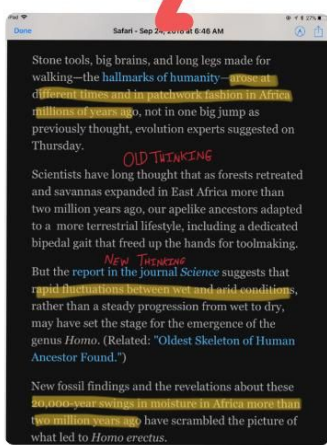 iPad
27%
Done
Safari - Sep 24, 2018 at 6:46 AM
Stone tools, big brains, and long legs made for
walking—the hallmarks of humanity—arose at
different times and in patchwork fashion in Africa
millions of years ago, not in one big jump as
previously thought, evolution experts suggested on
Thursday.
OLD THINKING
Scientists have long thought that as forests retreated
and savannas expanded in East Africa more than
two million years ago, our apelike ancestors adapted
to a more terrestrial lifestyle, including a dedicated
bipedal gait that freed up the hands for toolmaking.
NEW THINKING
But the report in the journal Science suggests that
rapid fluctuations between wet and arid conditions,
rather than a steady progression from wet to dry,
may have set the stage for the emergence of the
genus Homo. (Related: "Oldest Skeleton of Human
Ancestor Found.")
New fossil findings and the revelations about these
20,000-year swings in moisture in Africa more than
two million years ago have scrambled the picture of
what led to Homo erectus.